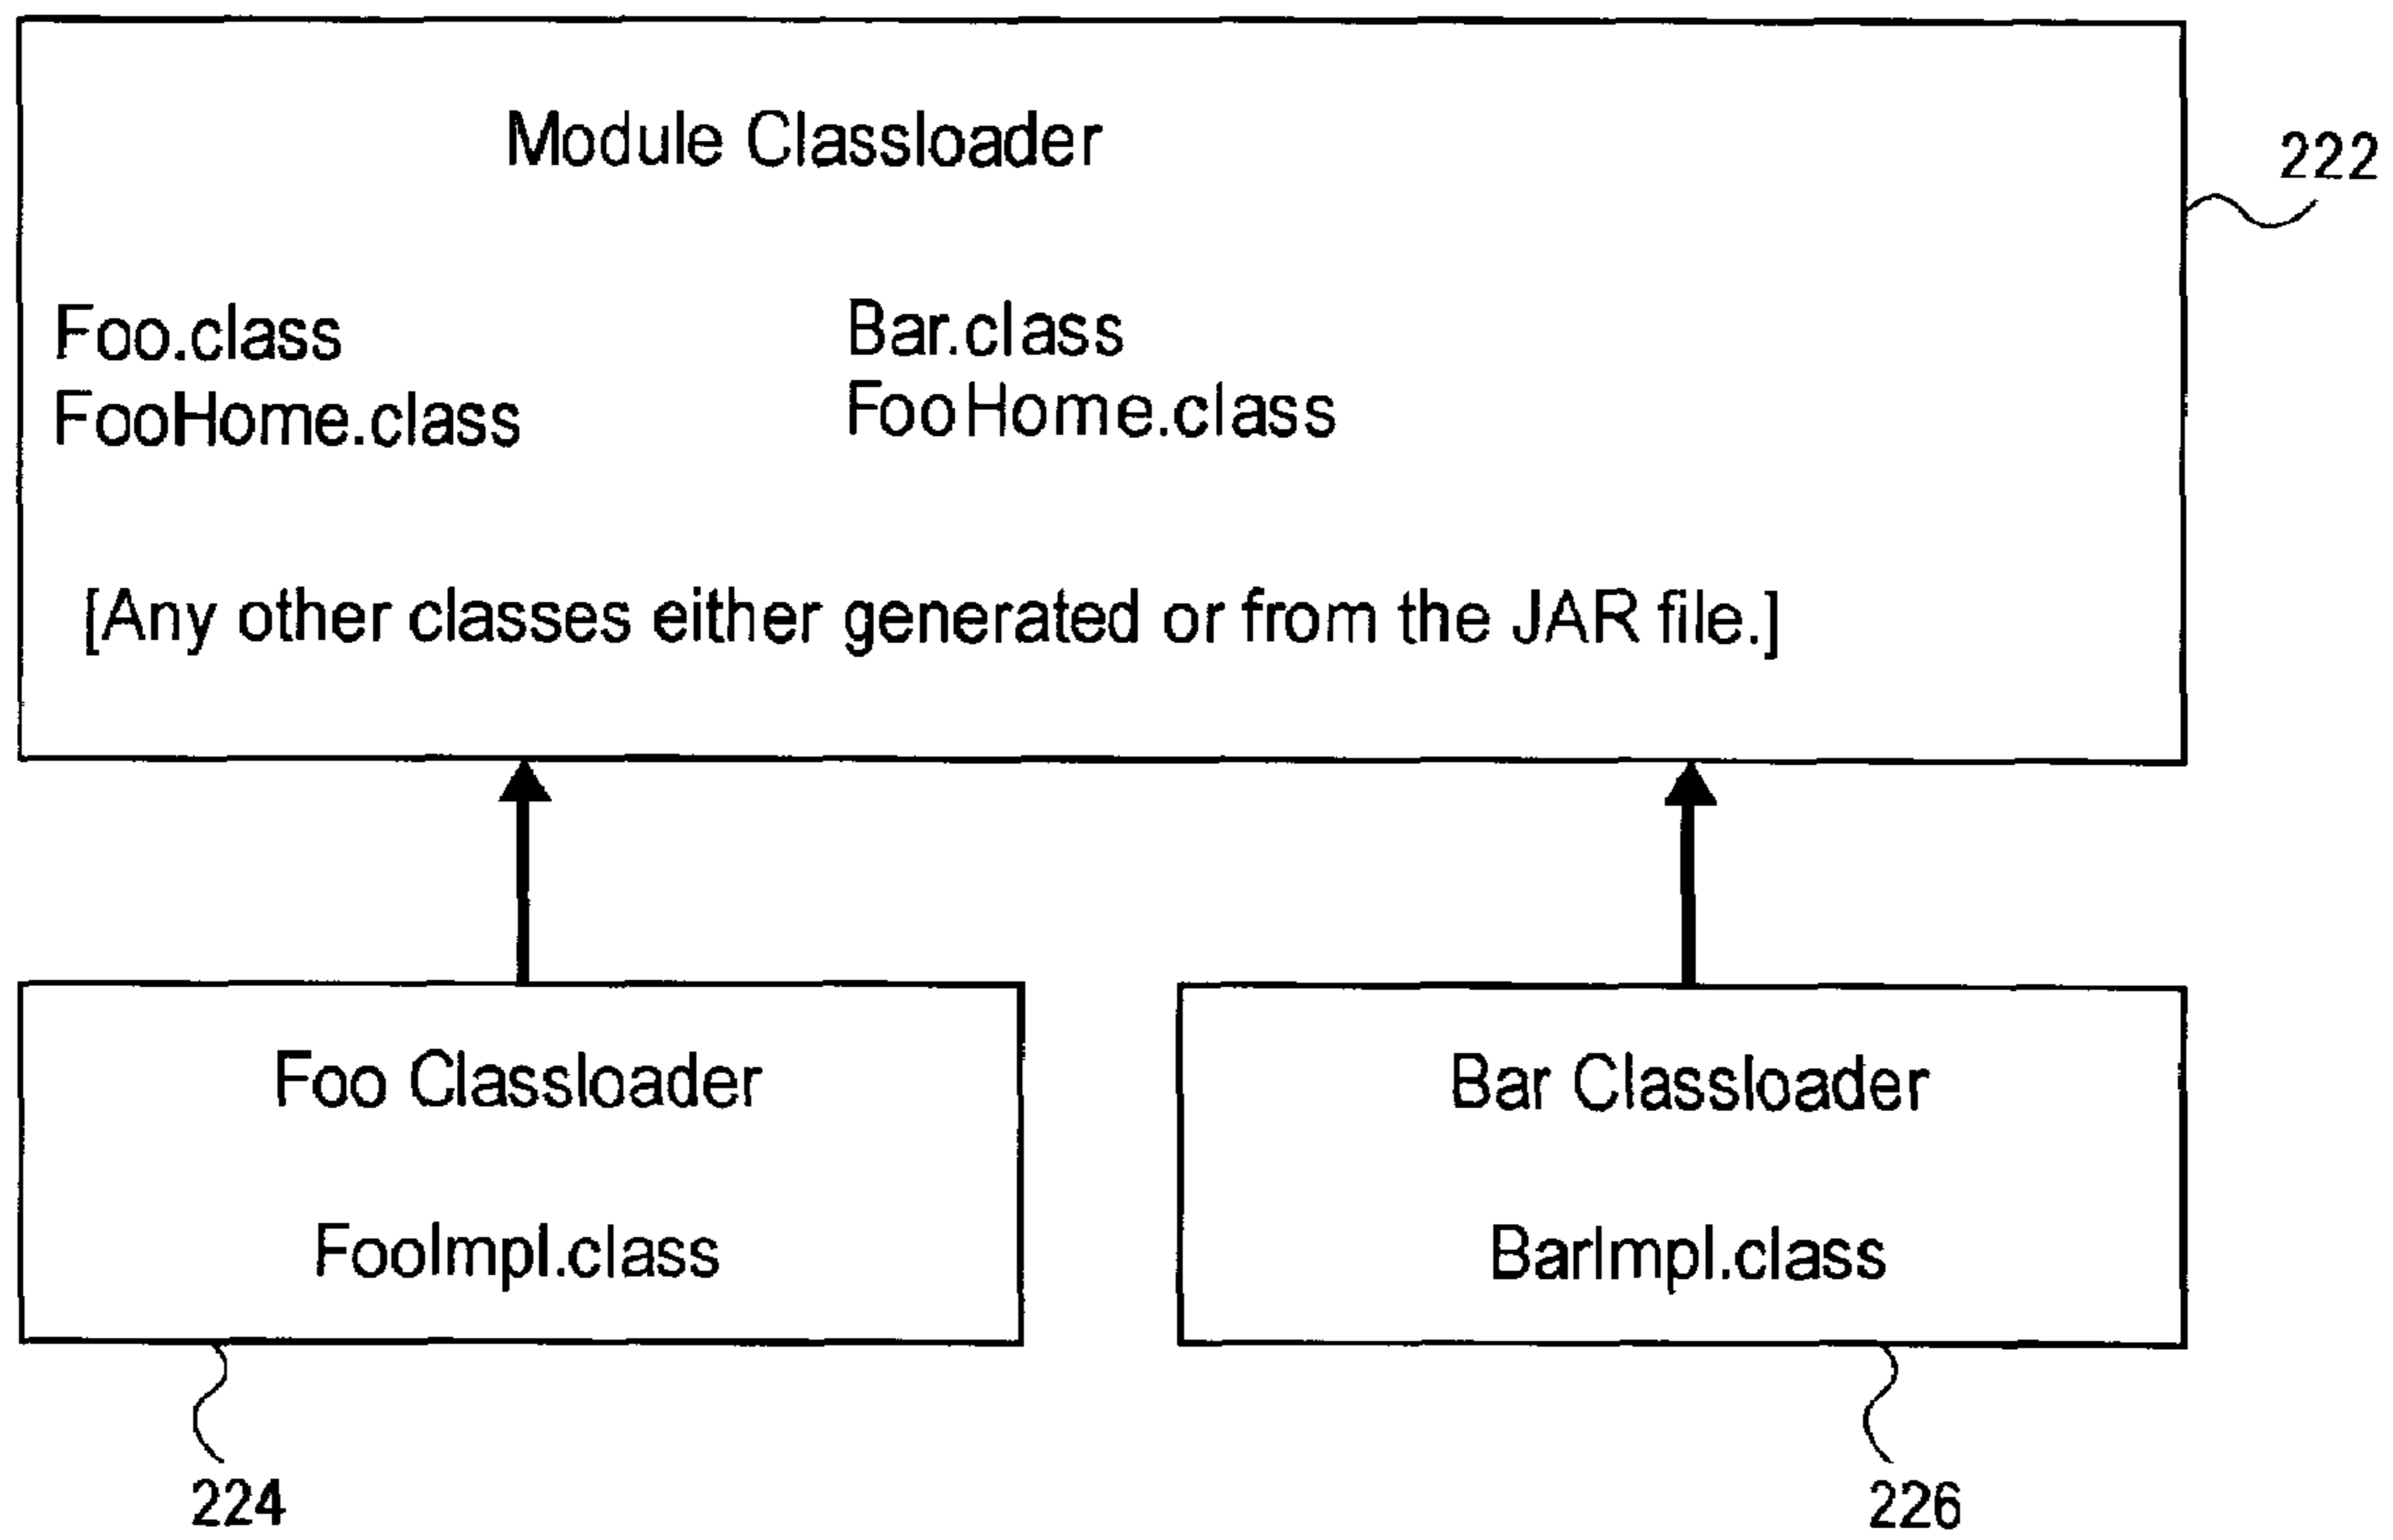 Module Classloader
222
Foo.class
FooHome.class
Bar.class
FooHome.class
[Any other classes either generated or from the JAR file.]
Foo Classloader
FooImpl.class
Bar Classloader
BarImpl.class
224
226